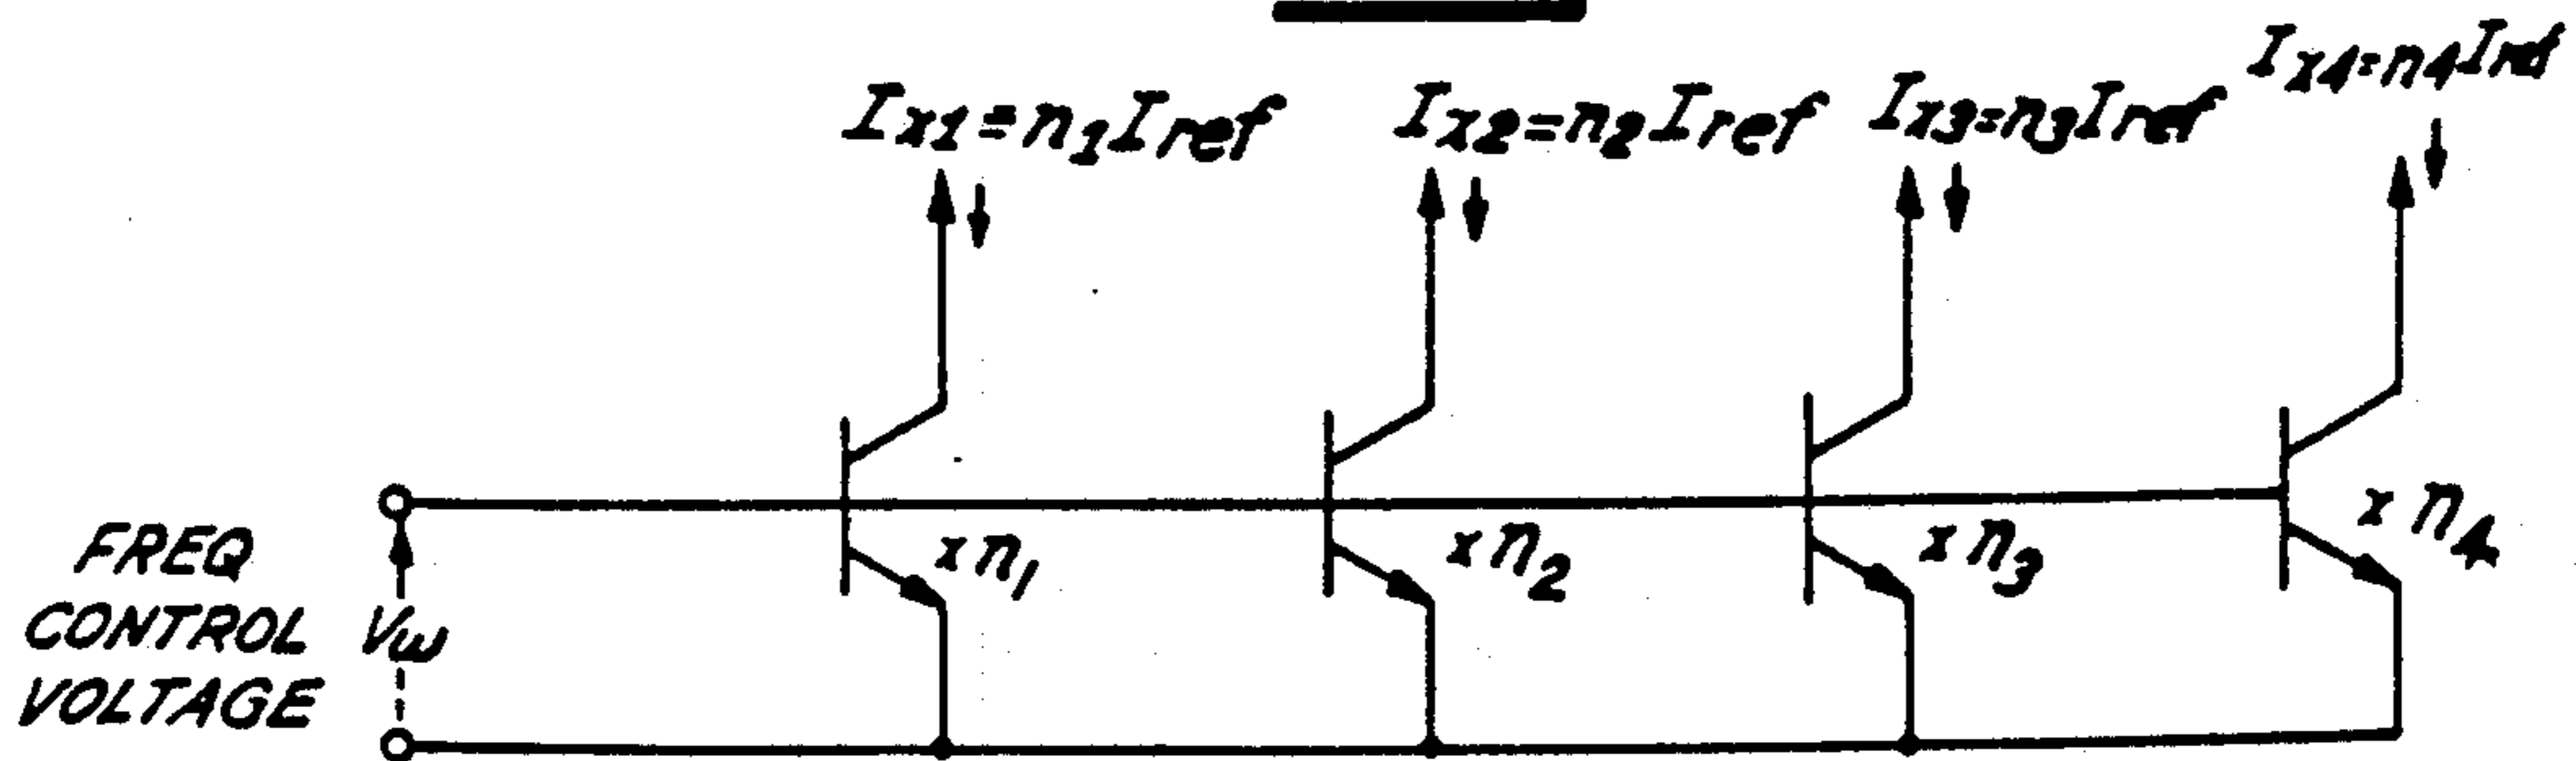 Ix1=n1Iref
Ix2=n2Iref
Ix3=n3Iref
Ix4=n4Iref
xn1
xn2
xn3
xn4
FREQ
CONTROL
VOLTAGE
Vω